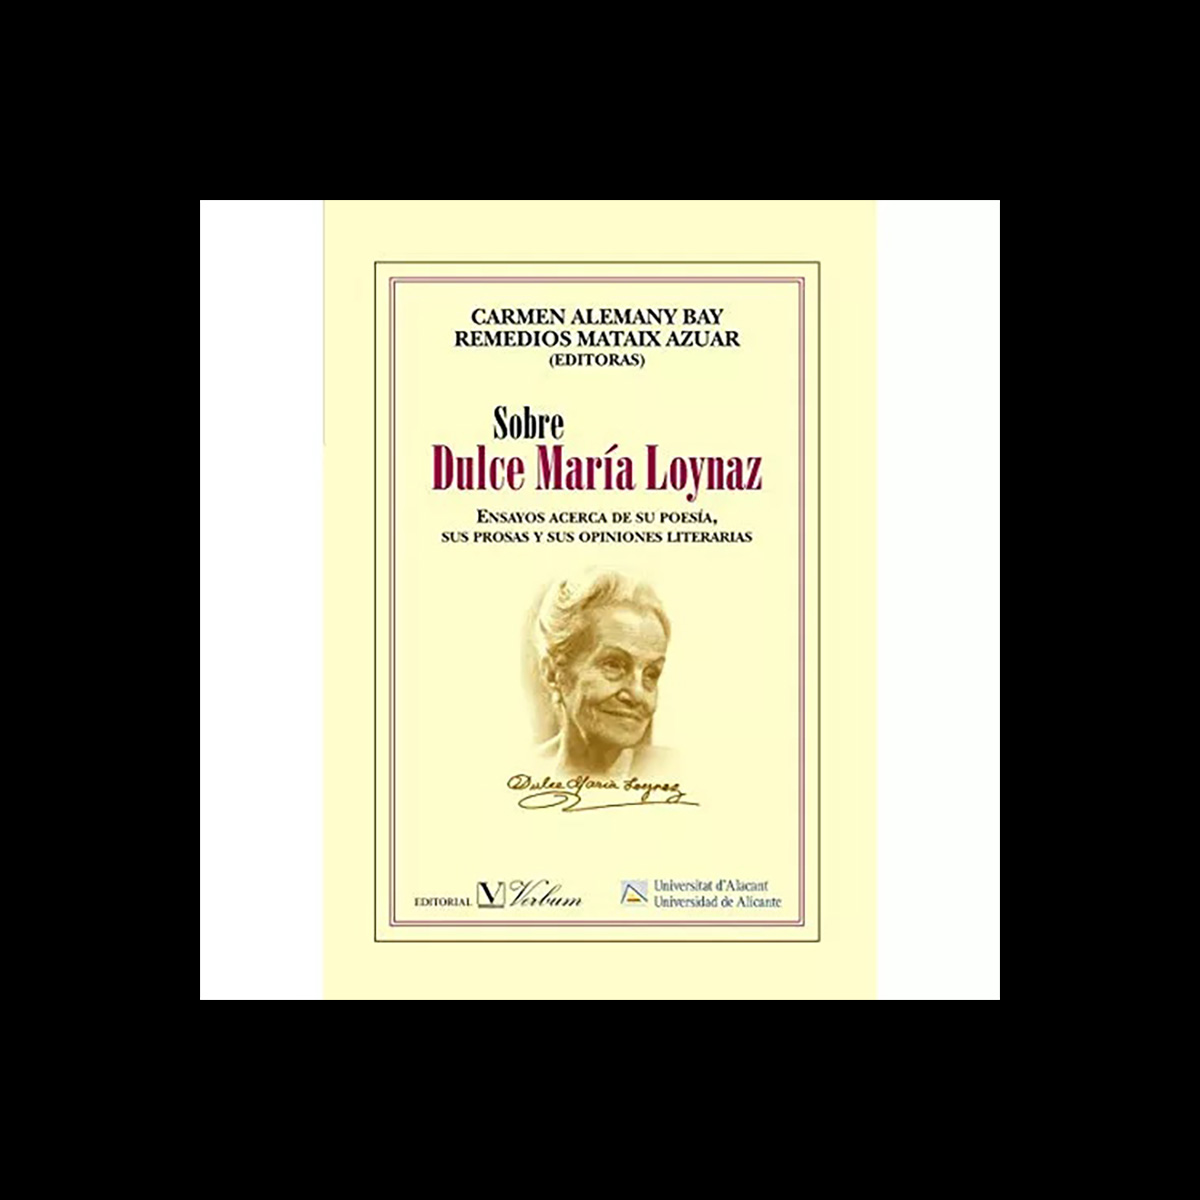 CARMEN ALEMANY BAY
REMEDIOS MATAIX AZUAR
(EDITORAS)
Sobre
Dulce María Loynaz
ENSAYOS ACERCA DE SU POESÍA,
SUS PROSAS Y SUS OPINIONES LITERARIAS
Dulce María Loynaz
EDITORIAL V Verbum
Universitat d'Alacant
Universidad de Alicante